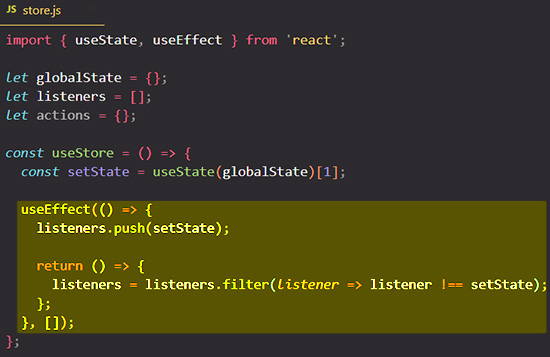 JS store.js
import { useState, useEffect } from 'react';
let globalState = {};
let listeners = [];
let actions = {};
const useStore = () => {
const setState = useState(globalState)[1];
useEffect(() => {
listeners.push(setState);
return () => {
listeners = listeners.filter(listener => listener !== setState);
};
}, []);
};